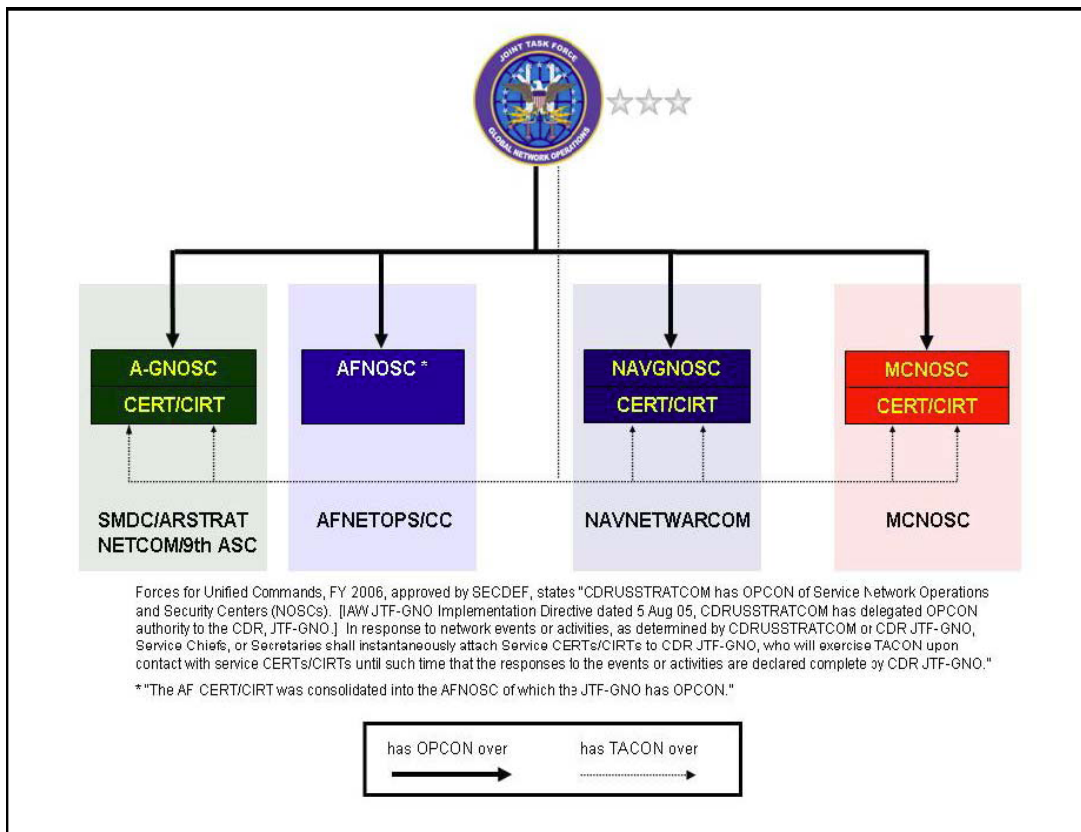 JOINT TASK FORCE
GLOBAL NETWORK OPERATIONS
A-GNOSC
CERT/CIRT
AFNOSC *
NAVGNOSC
CERT/CIRT
MCNOSC
CERT/CIRT
SMDC/ARSTRAT
NETCOM/9th ASC
AFNETOPS/CC
NAVNETWARCOM
MCNOSC
Forces for Unified Commands, FY 2006, approved by SECDEF, states "CDRUSSTRATCOM has OPCON of Service Network Operations
and Security Centers (NOSCs). [IAW JTF-GNO Implementation Directive dated 5 Aug 05, CDRUSSTRATCOM has delegated OPCON
authority to the CDR, JTF-GNO.] In response to network events or activities, as determined by CDRUSSTRATCOM or CDR JTF-GNO,
Service Chiefs, or Secretaries shall instantaneously attach Service CERTs/CIRTs to CDR JTF-GNO, who will exercise TACON upon
contact with service CERTs/CIRTs until such time that the responses to the events or activities are declared complete by CDR JTF-GNO."
* "The AF CERT/CIRT was consolidated into the AFNOSC of which the JTF-GNO has OPCON."
has OPCON over
has TACON over